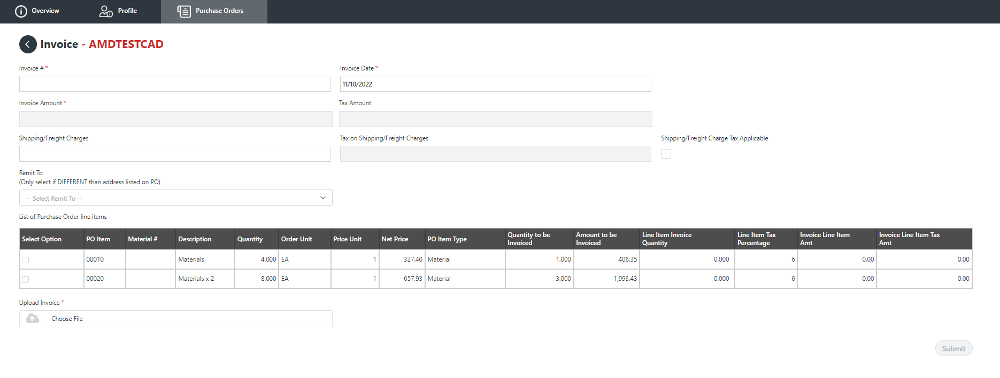 Overview Profile Purchase Orders
Invoice - AMDTESTCAD
Invoice # * Invoice Date *
11/10/2022
Invoice Amount * Tax Amount
Shipping/Freight Charges Tax on Shipping/Freight Charges Shipping/Freight Charge Tax Applicable
Remit To
(Only select if DIFFERENT than address listed on PO)
-- Select Remit To --
List of Purchase Order line items
Select Option PO Item Material # Description Quantity Order Unit Price Unit Net Price PO Item Type Quantity to be Invoiced Amount to be Invoiced Line Item Invoice Quantity Line Item Tax Percentage Invoice Line Item Amt Invoice Line Item Tax Amt
00010 Materials 4.000 EA 1 327.40 Material 1.000 406.35 0.000 6 0.00 0.00
00020 Materials x 2 8.000 EA 1 657.93 Material 3.000 1,993.43 0.000 6 0.00 0.00
Upload Invoice *
Choose File
Submit